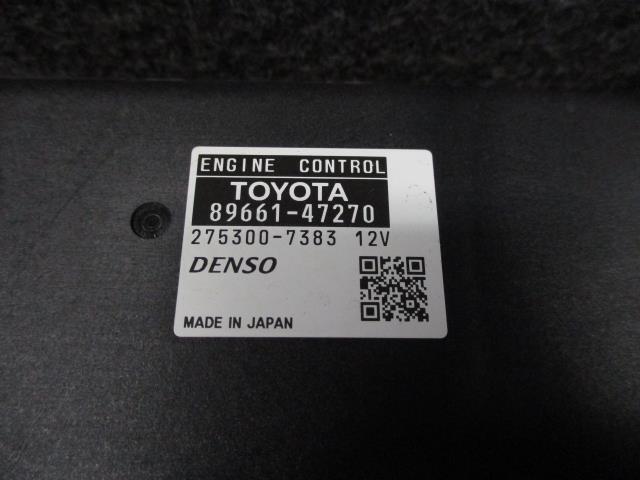 ENGINE CONTROL
TOYOTA
89661-47270
275300-7383 12V
DENSO
MADE IN JAPAN